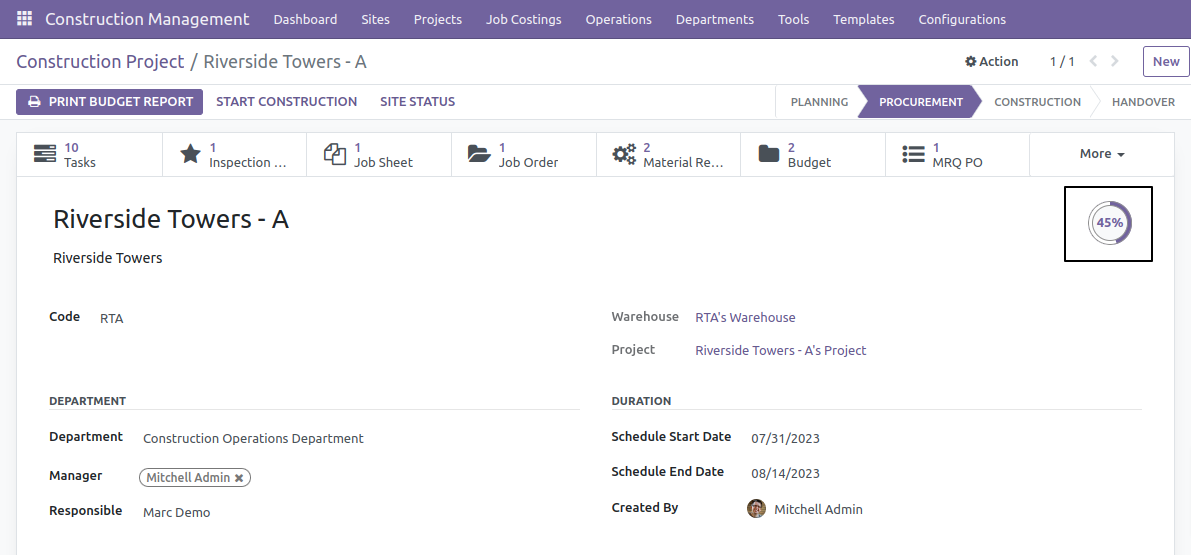 Construction Management Dashboard Sites Projects Job Costings Operations Departments Tools Templates Configurations
Construction Project / Riverside Towers - A Action 1 / 1 New
PRINT BUDGET REPORT START CONSTRUCTION SITE STATUS PLANNING PROCUREMENT CONSTRUCTION HANDOVER
10 Tasks
1 Inspection ...
1 Job Sheet
1 Job Order
2 Material Re...
2 Budget
1 MRQ PO
More
Riverside Towers - A
45%
Riverside Towers
Code RTA
Warehouse RTA's Warehouse
Project Riverside Towers - A's Project
DEPARTMENT
Department Construction Operations Department
Manager Mitchell Admin ×
Responsible Marc Demo
DURATION
Schedule Start Date 07/31/2023
Schedule End Date 08/14/2023
Created By Mitchell Admin